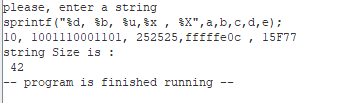 please, enter a string
sprintf("%d, %b, %u,%x , %X",a,b,c,d,e);
10, 1001110001101, 252525,fffffe0c , 15F77
string Size is :
 42
-- program is finished running --